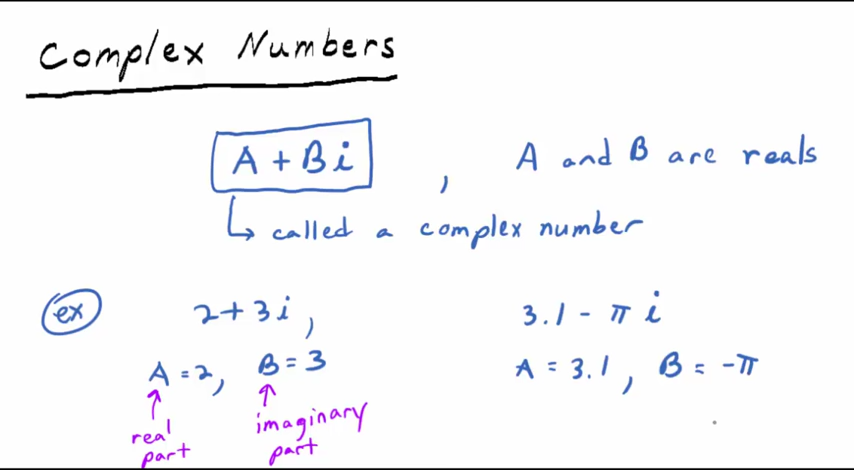 Complex Numbers
A + Bi , A and B are reals
called a complex number
ex 2 + 3i, 3.1 - π i
A = 2, B = 3 A = 3.1, B = -π
real part imaginary part